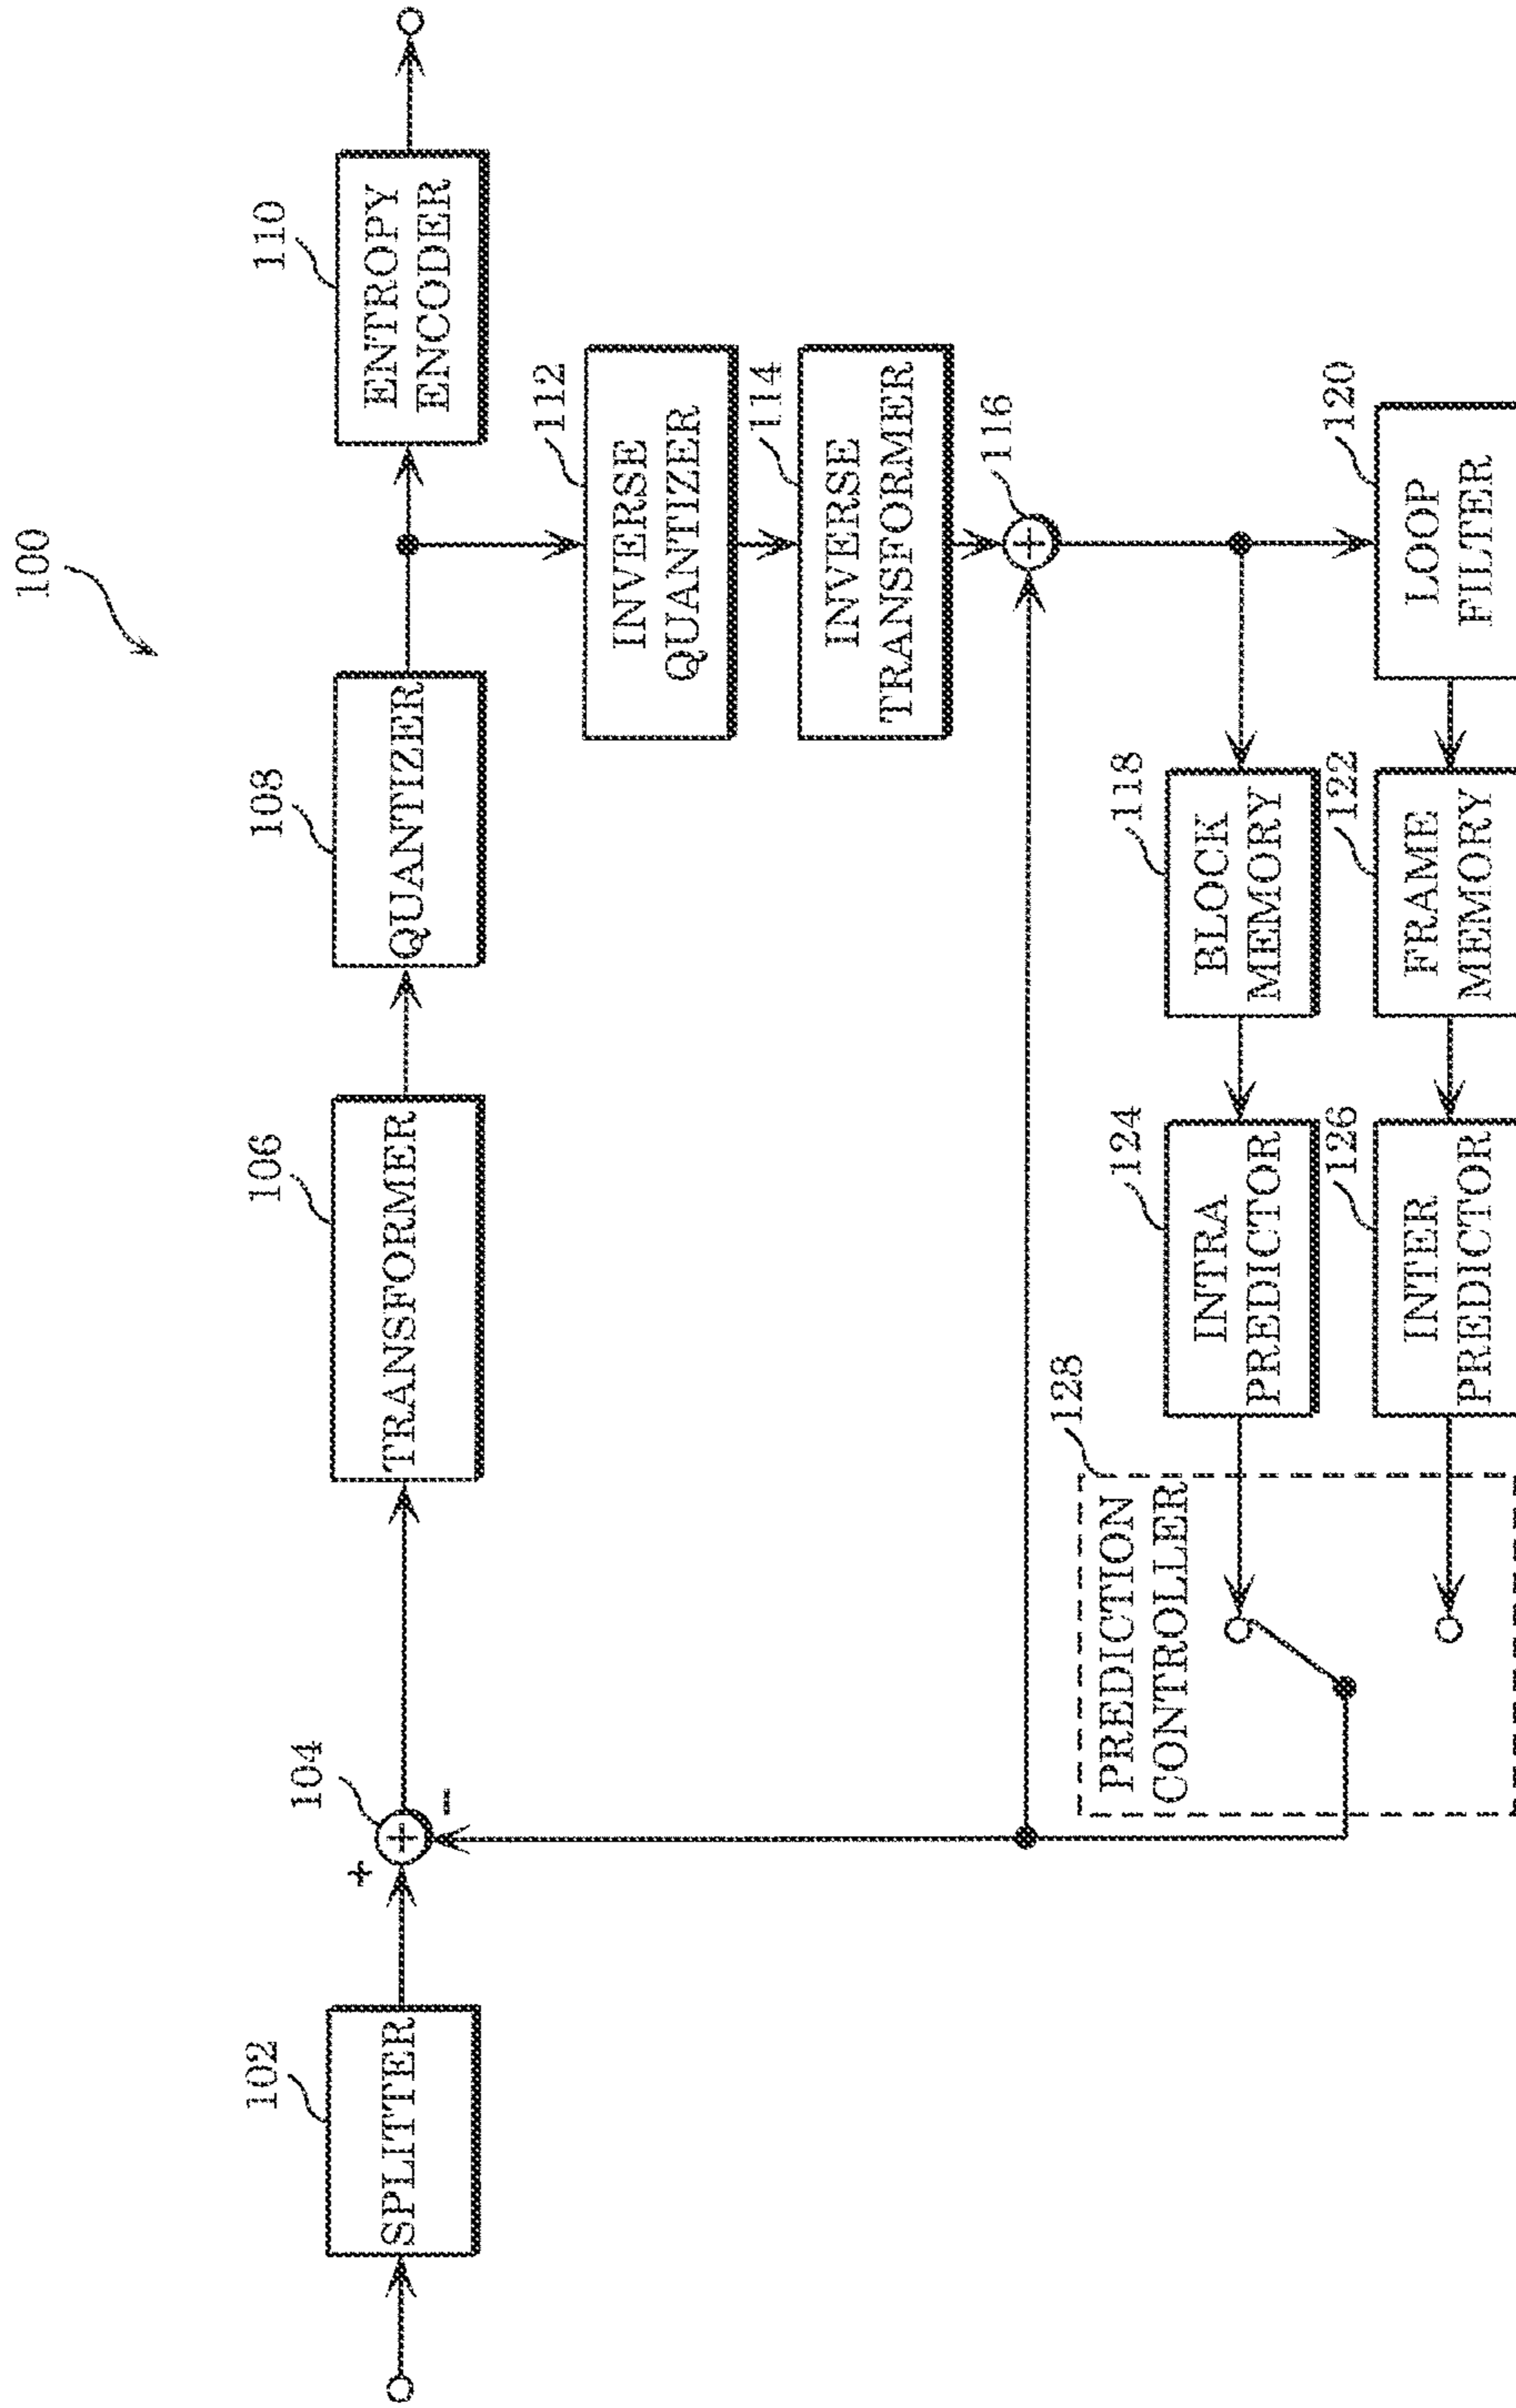 100
102
SPLITTER
104
+
-
106
TRANSFORMER
108
QUANTIZER
110
ENTROPY
ENCODER
112
INVERSE
QUANTIZER
114
INVERSE
TRANSFORMER
116
128
PREDICTION
CONTROLLER
124
INTRA
PREDICTOR
118
BLOCK
MEMORY
126
INTER
PREDICTOR
122
FRAME
MEMORY
120
LOOP
FILTER